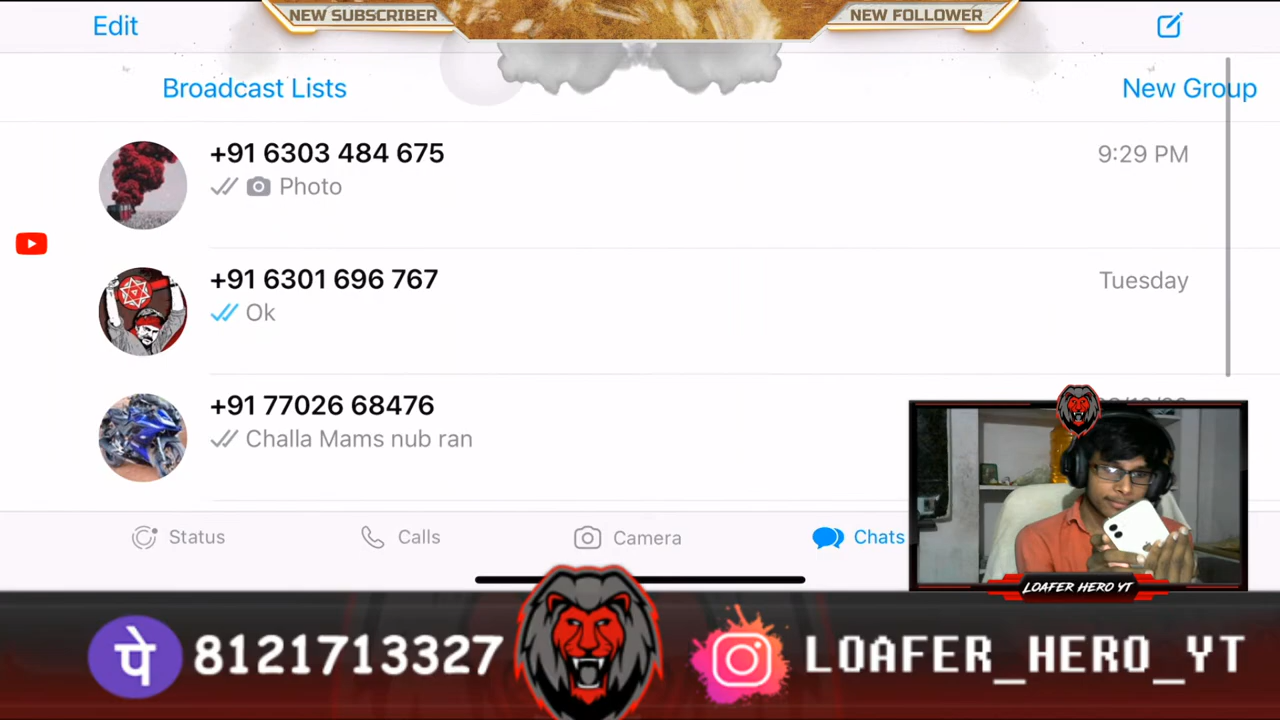 NEW SUBSCRIBER
NEW FOLLOWER
Edit
Broadcast Lists
New Group
+91 6303 484 675
9:29 PM
Photo
+91 6301 696 767
Tuesday
Ok
+91 77026 68476
Challa Mams nub ran
Status
Calls
Camera
Chats
LOAFER HERO YT
पे
8121713327
LOAFER_HERO_YT